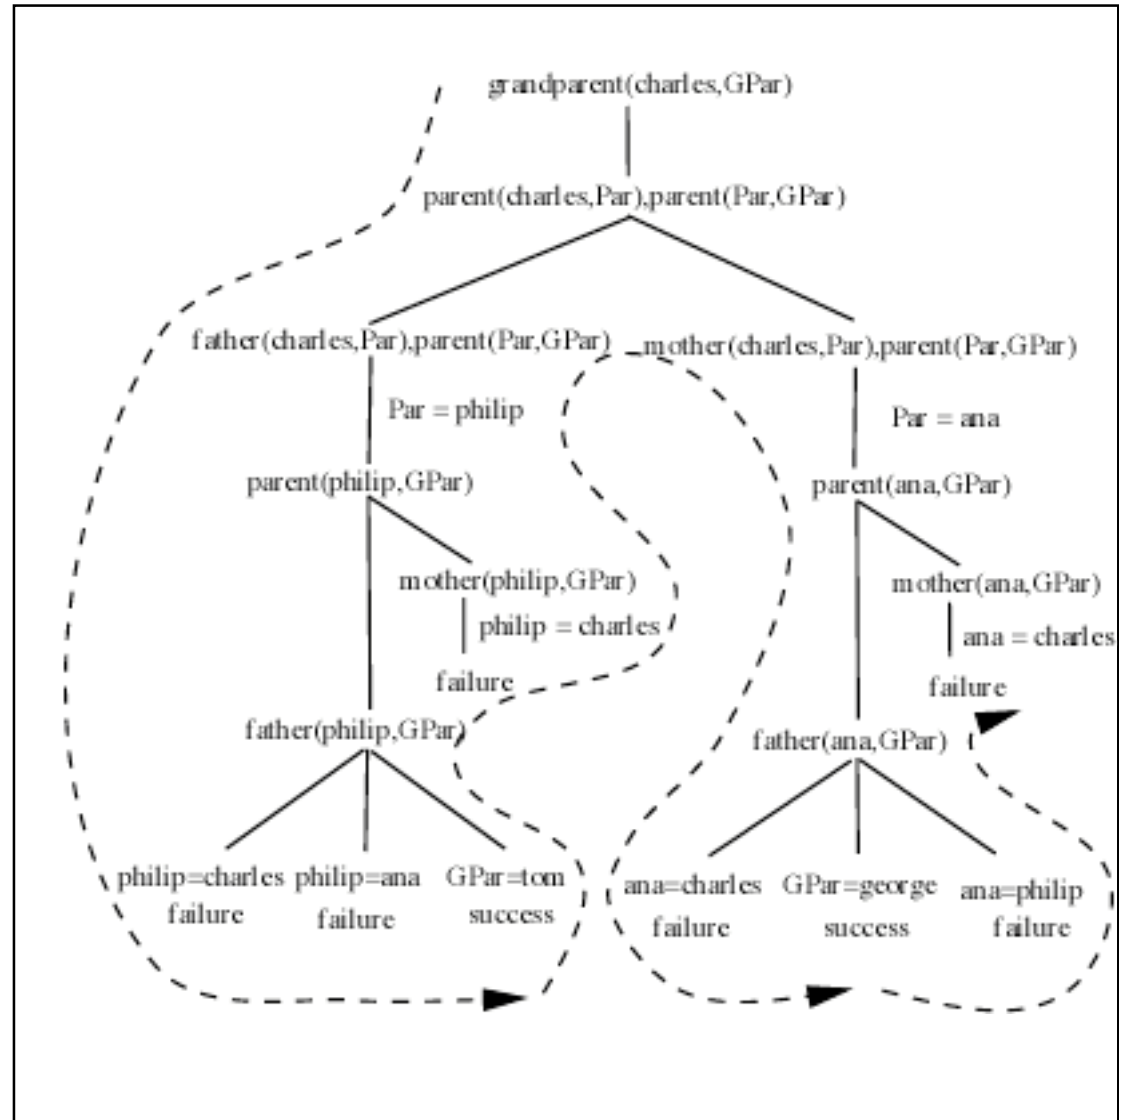 grandparent(charles,GPar)
parent(charles,Par),parent(Par,GPar)
father(charles,Par),parent(Par,GPar)
mother(charles,Par),parent(Par,GPar)
Par = philip
Par = ana
parent(philip,GPar)
parent(ana,GPar)
mother(philip,GPar)
mother(ana,GPar)
philip = charles
ana = charles
failure
failure
father(philip,GPar)
father(ana,GPar)
philip=charles
failure
philip=ana
failure
GPar=tom
success
ana=charles
failure
GPar=george
success
ana=philip
failure